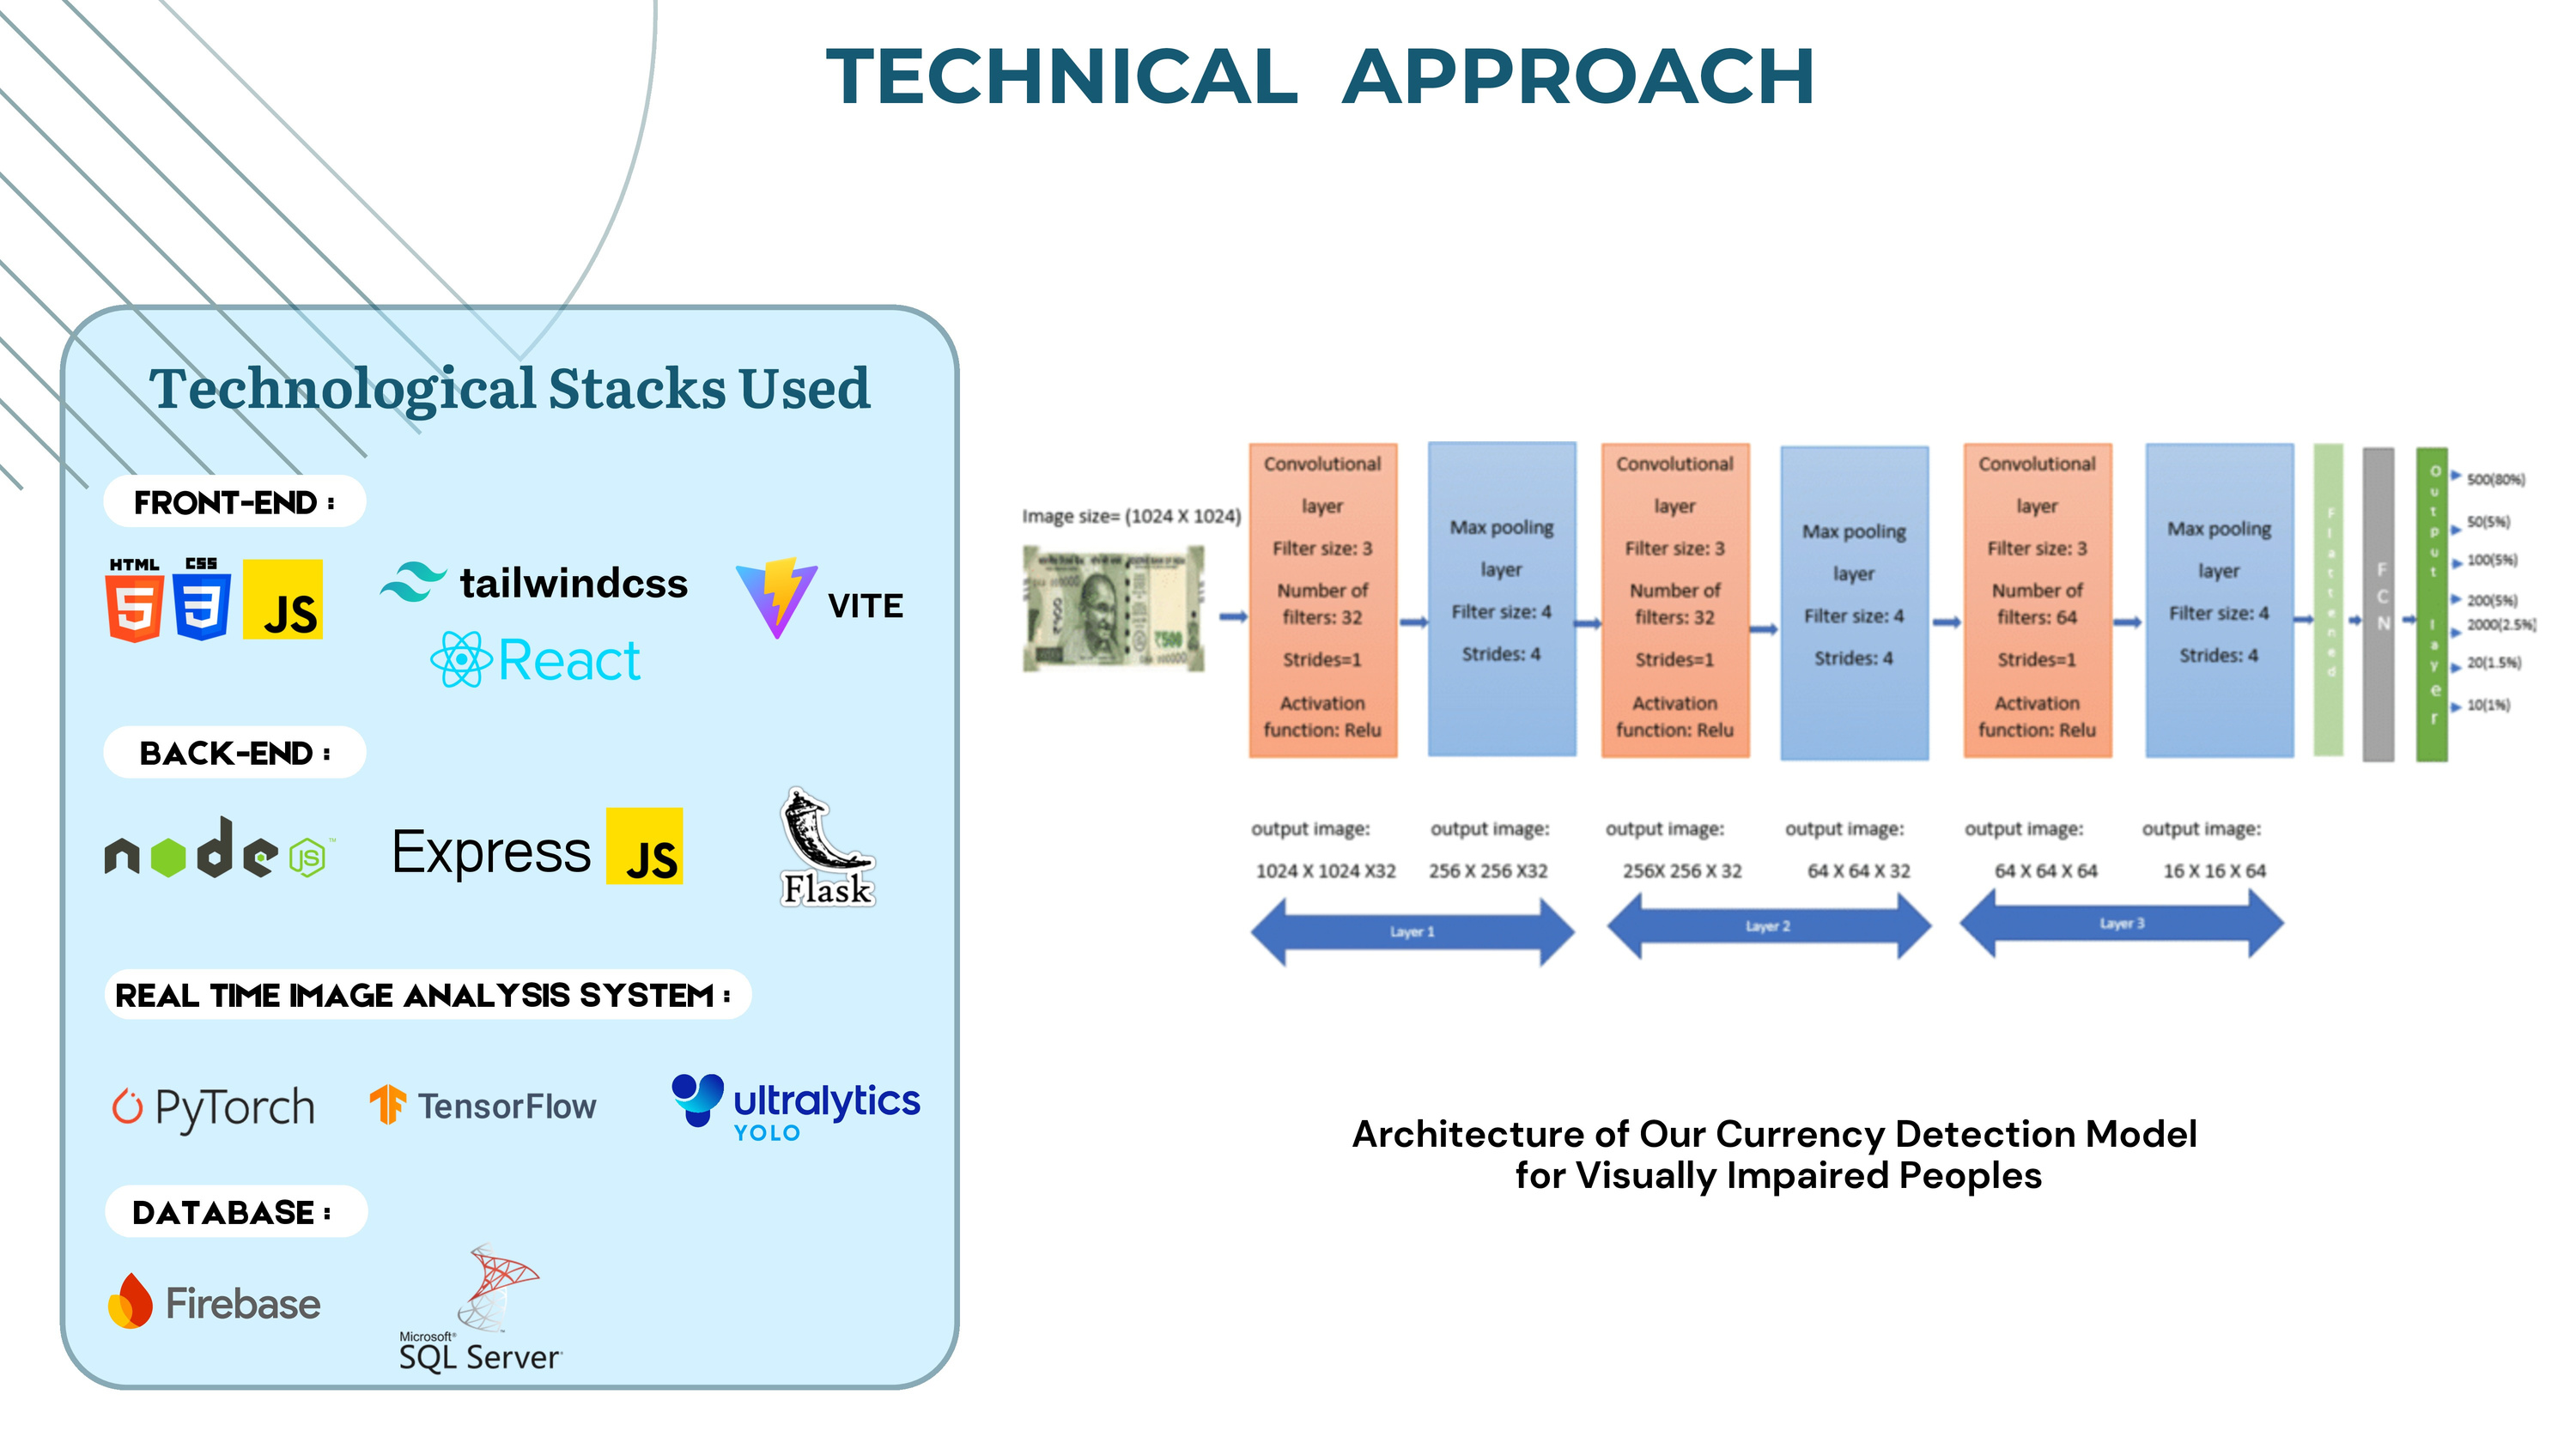 TECHNICAL APPROACH
Technological Stacks Used
FRONT-END :
HTML
CSS
JS
tailwindcss
VITE
React
BACK-END :
node
JS
Express
JS
Flask
REAL TIME IMAGE ANALYSIS SYSTEM :
PyTorch
TensorFlow
ultralytics
YOLO
DATABASE :
Firebase
Microsoft®
SQL Server
Image size= (1024 X 1024)
₹500
Convolutional
layer
Filter size: 3
Number of
filters: 32
Strides=1
Activation
function: Relu
Max pooling
layer
Filter size: 4
Strides: 4
Convolutional
layer
Filter size: 3
Number of
filters: 32
Strides=1
Activation
function: Relu
Max pooling
layer
Filter size: 4
Strides: 4
Convolutional
layer
Filter size: 3
Number of
filters: 64
Strides=1
Activation
function: Relu
Max pooling
layer
Filter size: 4
Strides: 4
Flattened
FCN
Output layer
500(80%)
50(5%)
100(5%)
200(5%)
2000(2.5%)
20(1.5%)
10(1%)
output image:
1024 X 1024 X32
output image:
256 X 256 X32
output image:
256X 256 X 32
output image:
64 X 64 X 32
output image:
64 X 64 X 64
output image:
16 X 16 X 64
Layer 1
Layer 2
Layer 3
Architecture of Our Currency Detection Model
for Visually Impaired Peoples